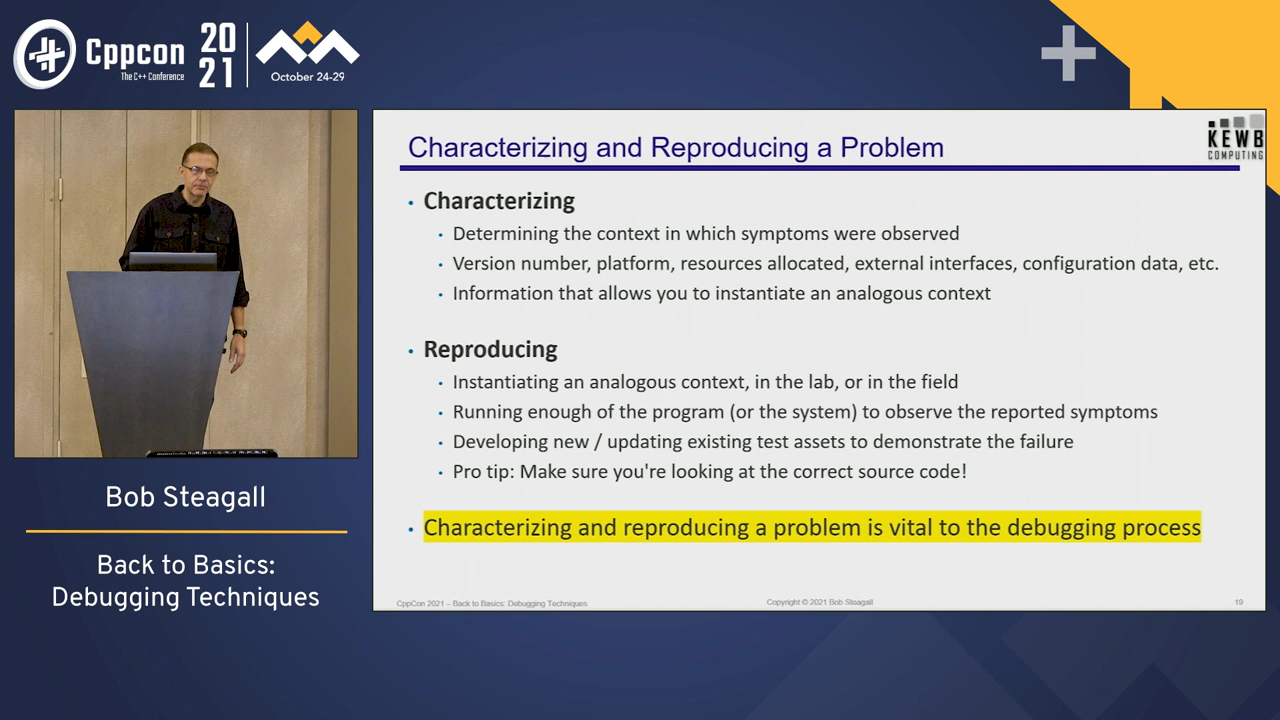 Cppcon
The C++ Conference
20
21
October 24-29
Characterizing and Reproducing a Problem
KEWB
COMPUTING
• Characterizing
• Determining the context in which symptoms were observed
• Version number, platform, resources allocated, external interfaces, configuration data, etc.
• Information that allows you to instantiate an analogous context
• Reproducing
• Instantiating an analogous context, in the lab, or in the field
• Running enough of the program (or the system) to observe the reported symptoms
• Developing new / updating existing test assets to demonstrate the failure
• Pro tip: Make sure you're looking at the correct source code!
• Characterizing and reproducing a problem is vital to the debugging process
CppCon 2021 – Back to Basics: Debugging Techniques
Copyright © 2021 Bob Steagall
19
Bob Steagall
Back to Basics:
Debugging Techniques